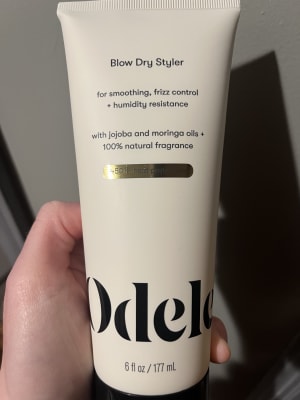 Blow Dry Styler
for smoothing, frizz control
+ humidity resistance
with jojoba and moringa oils +
100% natural fragrance
Odele
6 fl oz / 177 mL